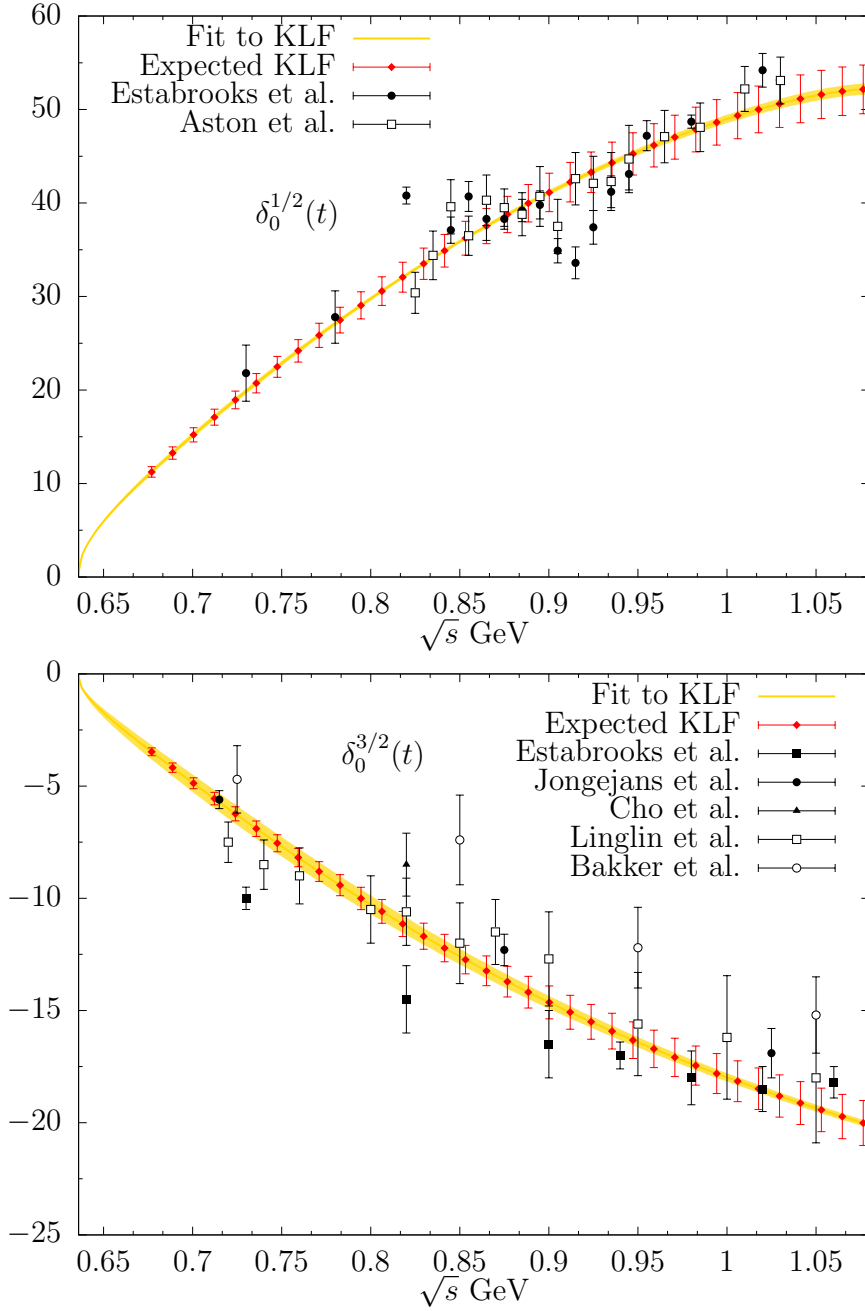 60
50
40
30
20
10
0
Fit to KLF
Expected KLF
Estabrooks et al.
Aston et al.
δ₀^{1/2}(t)
0.65 0.7 0.75 0.8 0.85 0.9 0.95 1 1.05
√s GeV
0
−5
−10
−15
−20
−25
Fit to KLF
Expected KLF
Estabrooks et al.
Jongejans et al.
Cho et al.
Linglin et al.
Bakker et al.
δ₀^{3/2}(t)
0.65 0.7 0.75 0.8 0.85 0.9 0.95 1 1.05
√s GeV